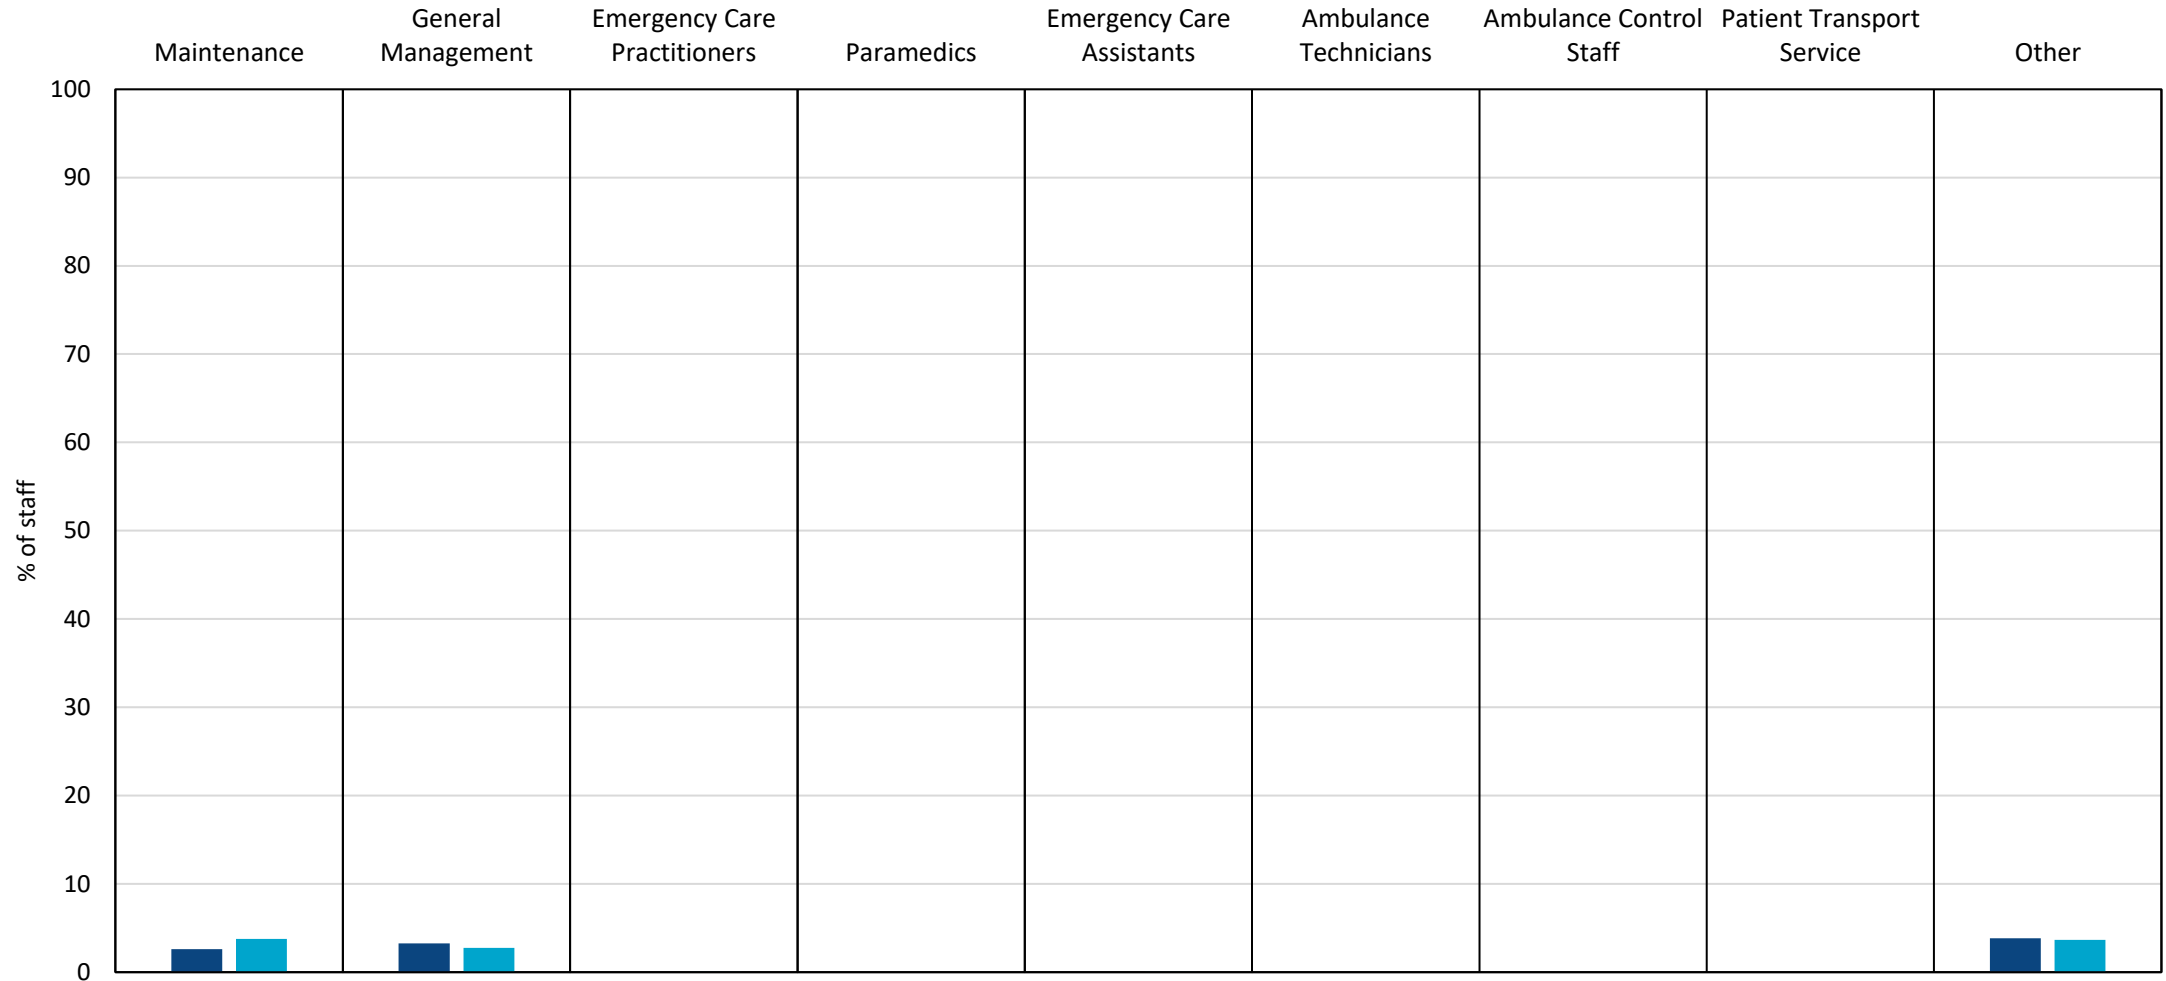 Maintenance
General
Management
Emergency Care
Practitioners
Paramedics
Emergency Care
Assistants
Ambulance
Technicians
Ambulance Control
Staff
Patient Transport
Service
Other
100
90
80
70
60
50
40
30
20
10
0
% of staff